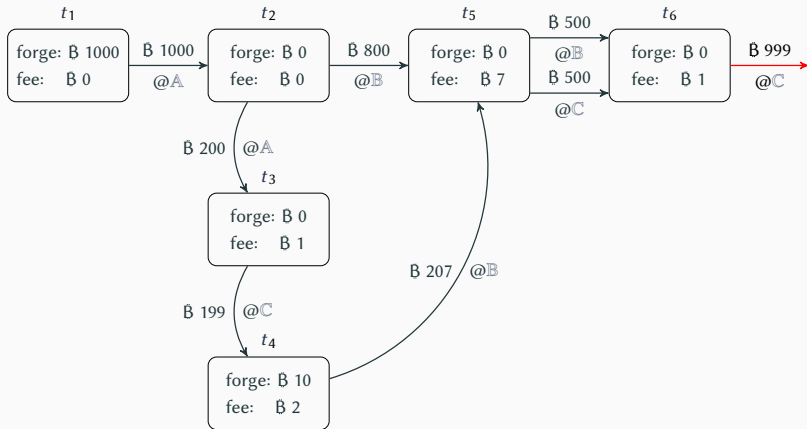 t₁
forge: ₿ 1000
fee: ₿ 0
₿ 1000
@𝔸
t₂
forge: ₿ 0
fee: ₿ 0
₿ 800
@𝔹
t₅
forge: ₿ 0
fee: ₿ 7
₿ 500
@𝔹
₿ 500
@ℂ
t₆
forge: ₿ 0
fee: ₿ 1
₿ 999
@ℂ
₿ 200 @𝔸
t₃
forge: ₿ 0
fee: ₿ 1
₿ 199 @ℂ
t₄
forge: ₿ 10
fee: ₿ 2
₿ 207 @𝔹